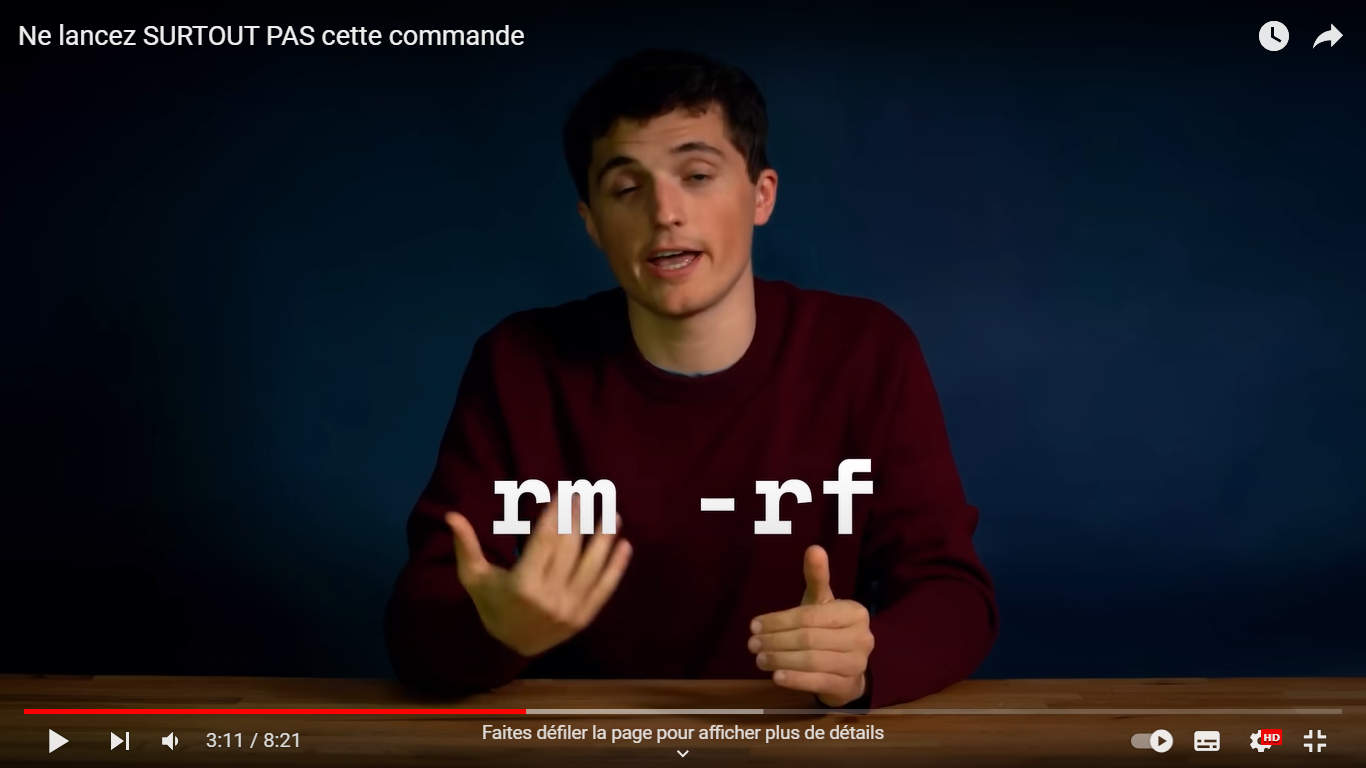 Ne lancez SURTOUT PAS cette commande
rm -rf
Faites défiler la page pour afficher plus de détails
3:11 / 8:21
HD